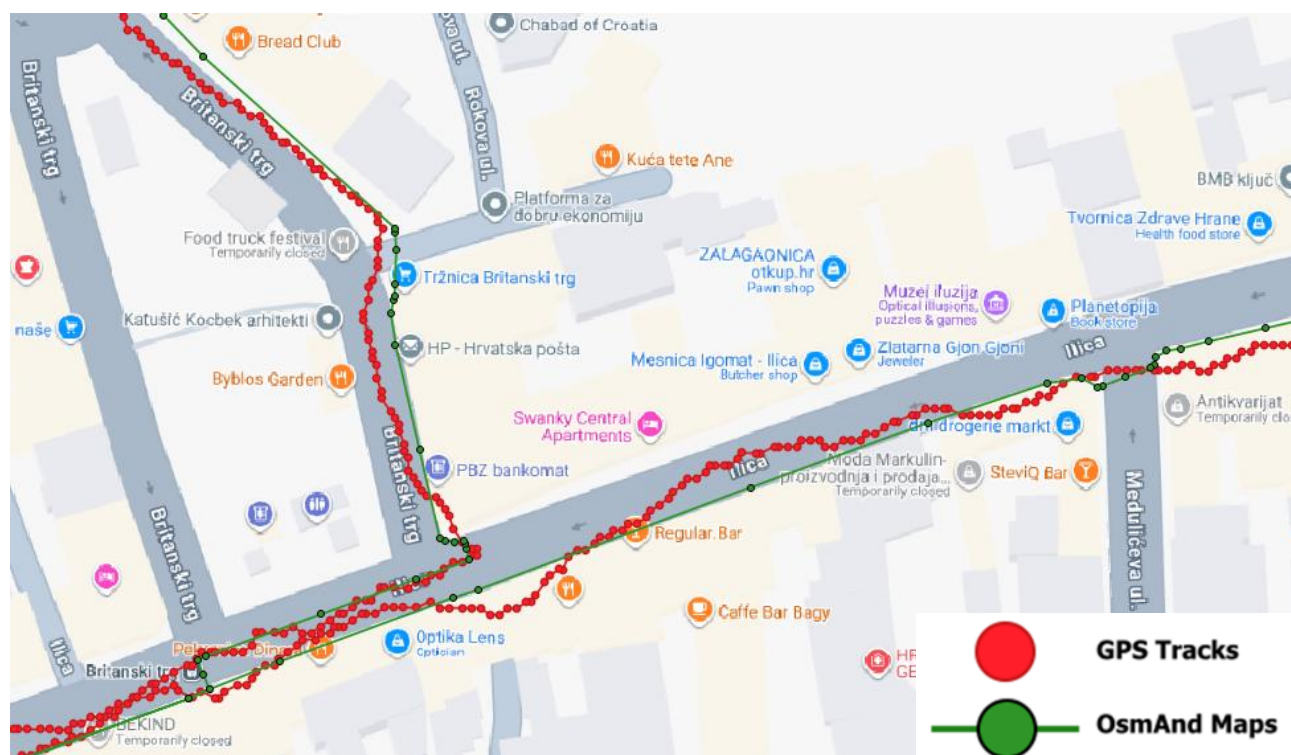 Chabad of Croatia
Bread Club
Britanski trg
Britanski trg
Rokova ul.
Kuća tete Ane
BMB ključ
Platforma za
dobru ekonomiju
Tvornica Zdrave Hrane
Health food store
Food truck festival
Temporarily closed
ZALAGAONICA
otkup.hr
Pawn shop
Tržnica Britanski trg
Muzej iluzija
Optical illusions,
puzzles & games
Planetopija
Book store
naše
Katušić Kocbek arhitekti
HP - Hrvatska pošta
Ilica
Zlatarna Gjon Gjoni
Jeweler
Mesnica Igomat - Ilica
Butcher shop
Byblos Garden
Antikvarijat
Temporarily clo
Swanky Central
Apartments
dm drogerie markt
PBZ bankomat
Britanski trg
Ilica
Moda Markulin-
proizvodnja i prodaja...
Temporarily closed
SteviQ Bar
Medulićeva ul.
Britanski trg
Regular Bar
Caffe Bar Bagy
Optika Lens
Optician
Ilica
Britanski
BEKIND
Temporarily closed
HR
GE
GPS Tracks
OsmAnd Maps